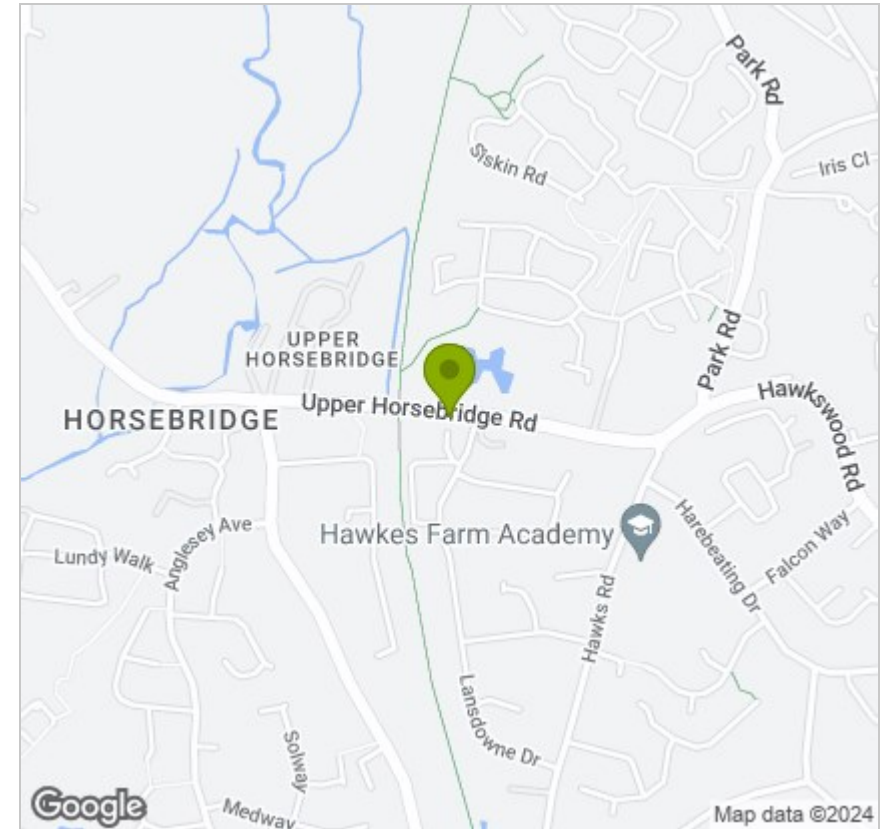 Park Rd
Siskin Rd
Iris Cl
UPPER
HORSEBRIDGE
Park Rd
Hawkswood Rd
Upper Horsebridge Rd
HORSEBRIDGE
Hawkes Farm Academy
Anglesey Ave
Lundy Walk
Harebeating Dr
Falcon Way
Hawks Rd
Lansdowne Dr
Solway
Medway
Google
Map data ©2024